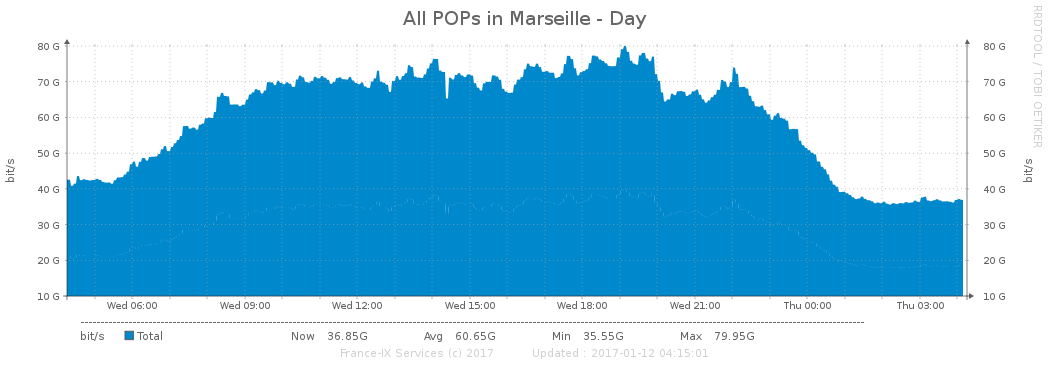 All POPs in Marseille - Day
RRDTOOL / TOBI OETIKER
80 G 80 G
70 G 70 G
60 G 60 G
50 G 50 G
40 G 40 G
30 G 30 G
20 G 20 G
10 G 10 G
bit/s bit/s
Wed 06:00 Wed 09:00 Wed 12:00 Wed 15:00 Wed 18:00 Wed 21:00 Thu 00:00 Thu 03:00
bit/s Total Now 36.85G Avg 60.65G Min 35.55G Max 79.95G
France-IX Services (c) 2017 Updated : 2017-01-12 04:15:01